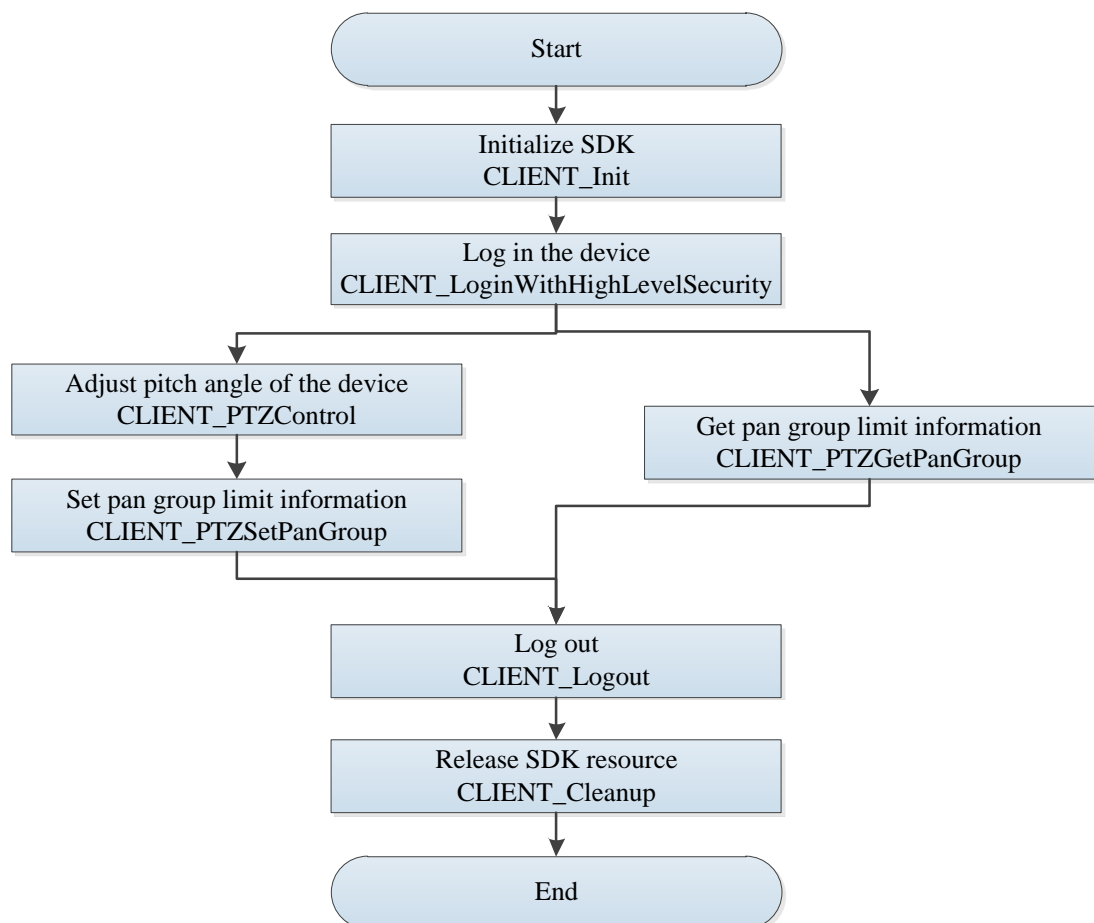 Start
Initialize SDK
CLIENT_Init
Log in the device
CLIENT_LoginWithHighLevelSecurity
Adjust pitch angle of the device
CLIENT_PTZControl
Set pan group limit information
CLIENT_PTZSetPanGroup
Get pan group limit information
CLIENT_PTZGetPanGroup
Log out
CLIENT_Logout
Release SDK resource
CLIENT_Cleanup
End